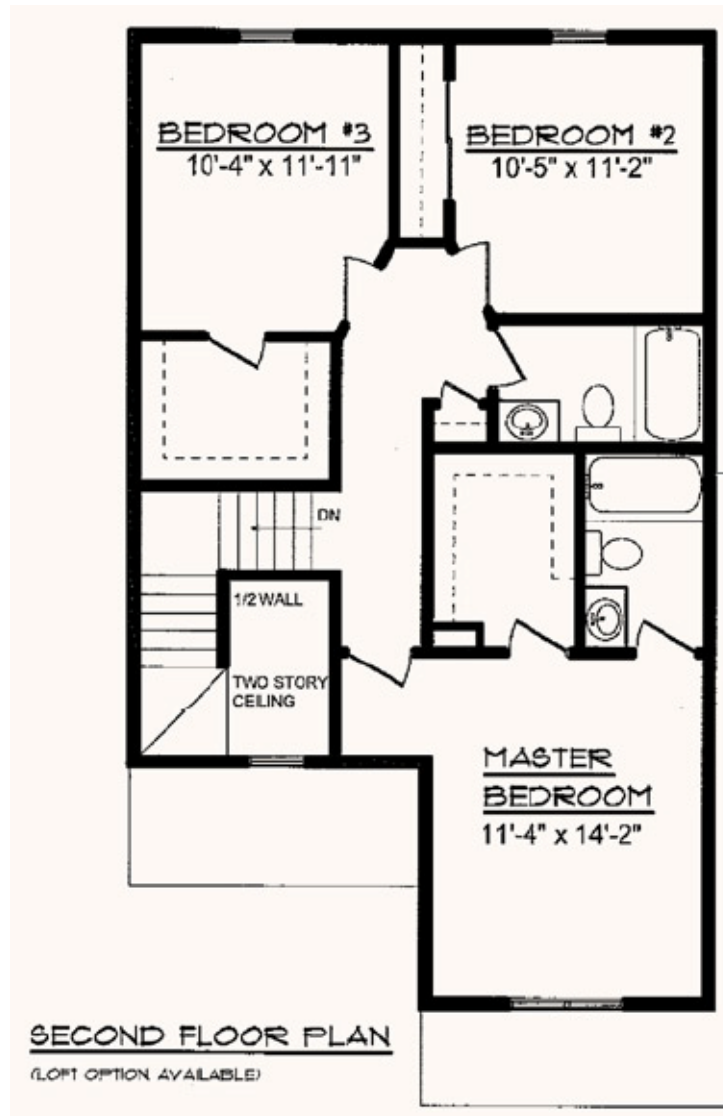 BEDROOM #3
10'-4" x 11'-11"
BEDROOM #2
10'-5" x 11'-2"
DN
1/2 WALL
TWO STORY
CEILING
MASTER
BEDROOM
11'-4" x 14'-2"
SECOND FLOOR PLAN
(LOFT OPTION AVAILABLE)